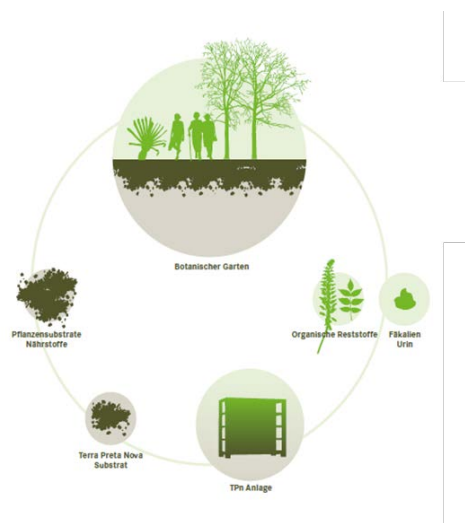 Botanischer Garten
Pflanzensubstrate
Nährstoffe
Organische Reststoffe
Fäkalien
Urin
Terra Preta Nova
Substrat
TPn Anlage